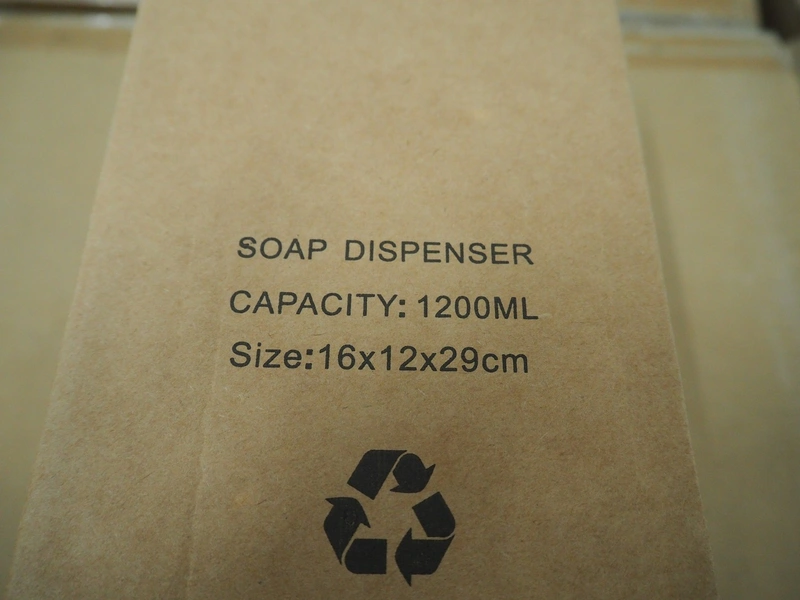 SOAP DISPENSER
CAPACITY: 1200ML
Size:16x12x29cm